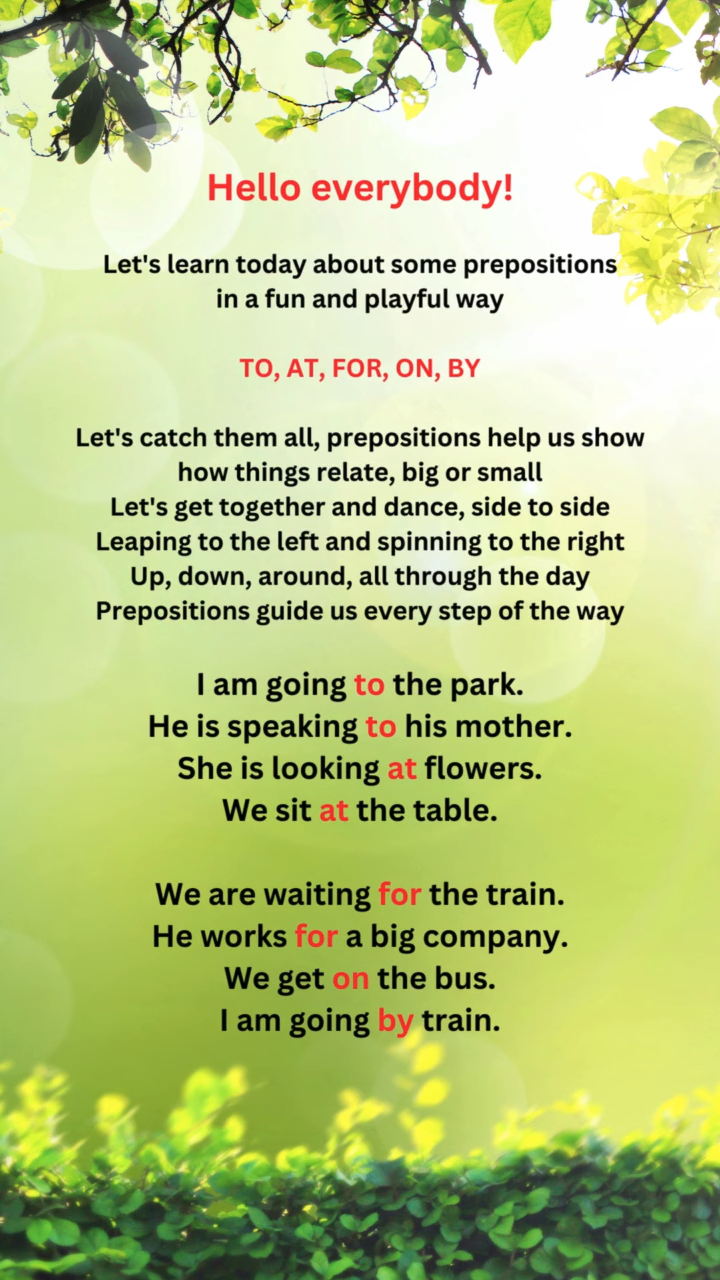 Hello everybody!
Let's learn today about some prepositions
in a fun and playful way
TO, AT, FOR, ON, BY
Let's catch them all, prepositions help us show
how things relate, big or small
Let's get together and dance, side to side
Leaping to the left and spinning to the right
Up, down, around, all through the day
Prepositions guide us every step of the way
I am going to the park.
He is speaking to his mother.
She is looking at flowers.
We sit at the table.
We are waiting for the train.
He works for a big company.
We get on the bus.
I am going by train.